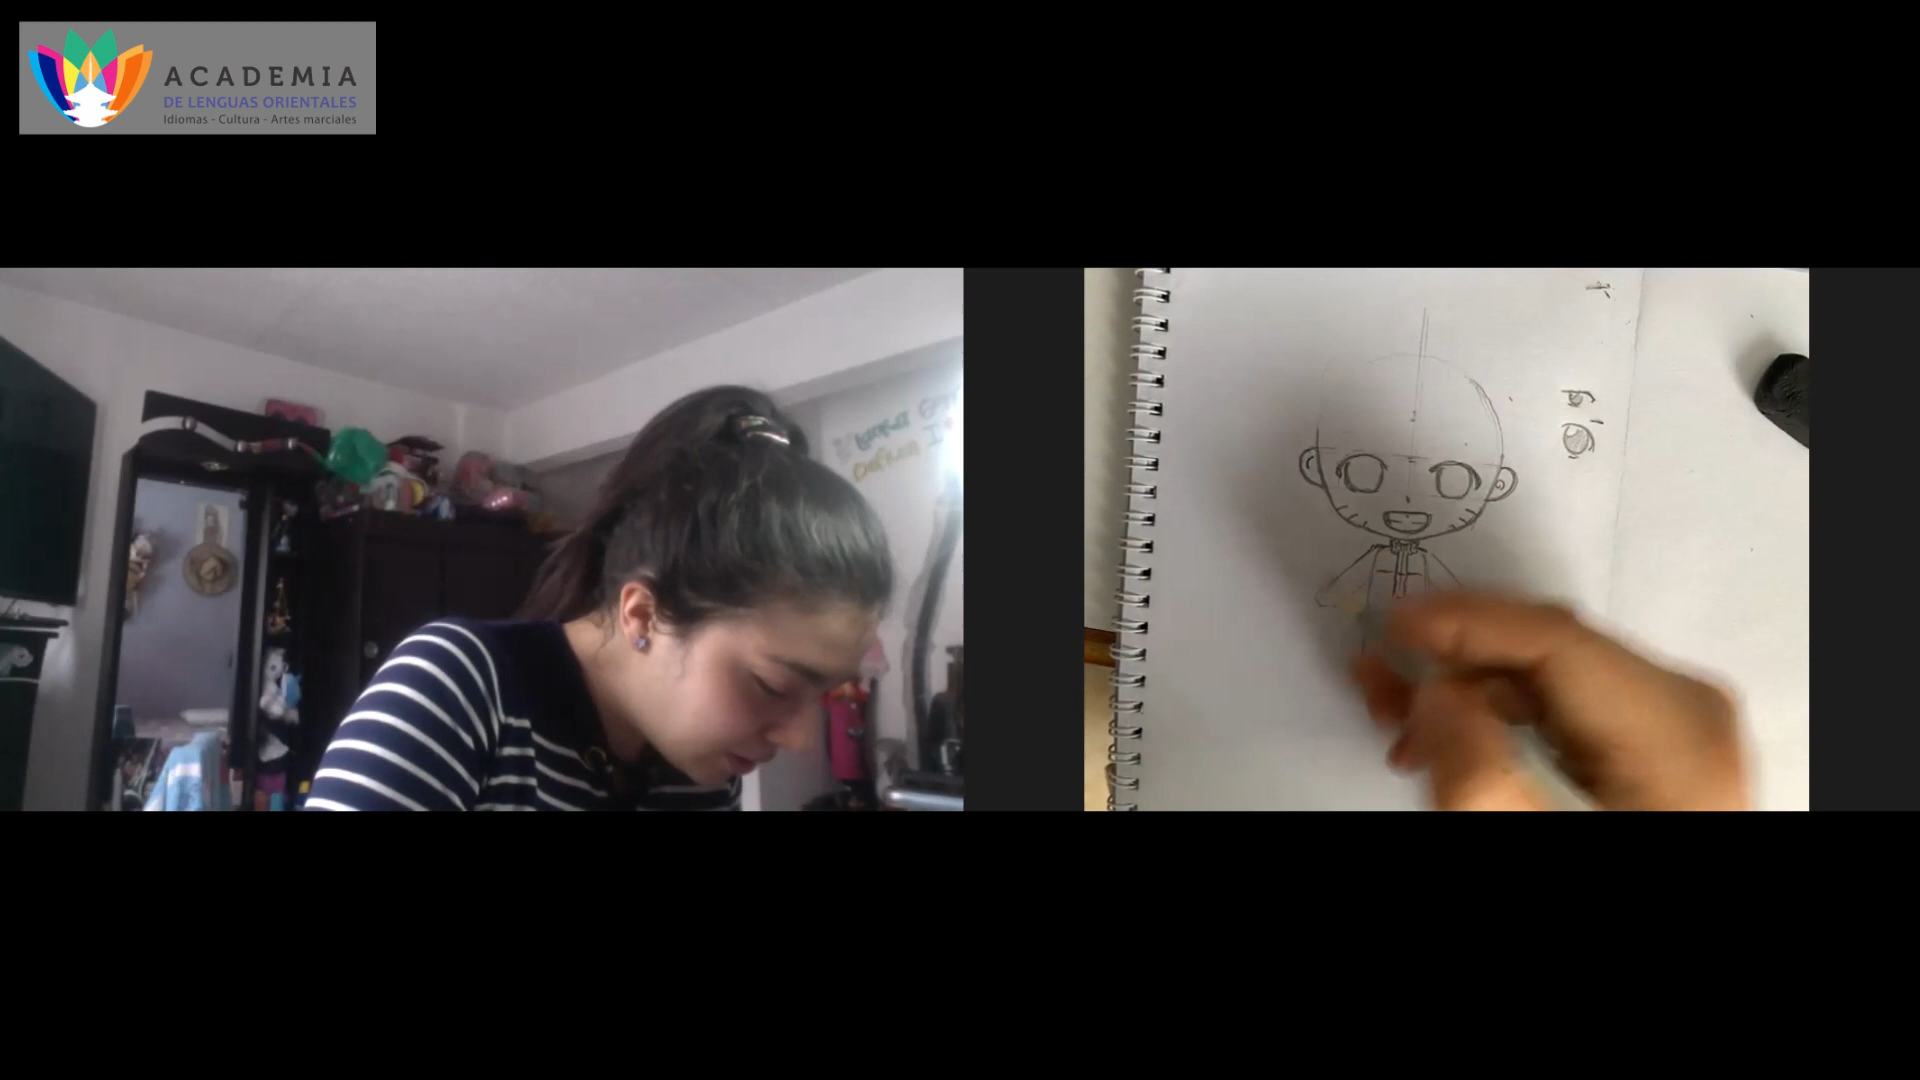 ACADEMIA
DE LENGUAS ORIENTALES
Idiomas - Cultura - Artes marciales